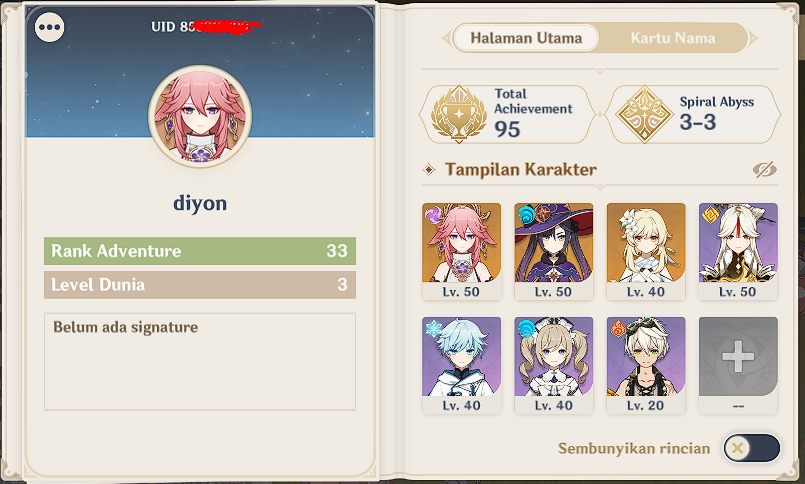 UID 85
diyon
Rank Adventure 33
Level Dunia 3
Belum ada signature
Halaman Utama
Kartu Nama
Total Achievement
95
Spiral Abyss
3-3
Tampilan Karakter
Lv. 50
Lv. 50
Lv. 40
Lv. 50
Lv. 40
Lv. 40
Lv. 20
--
Sembunyikan rincian